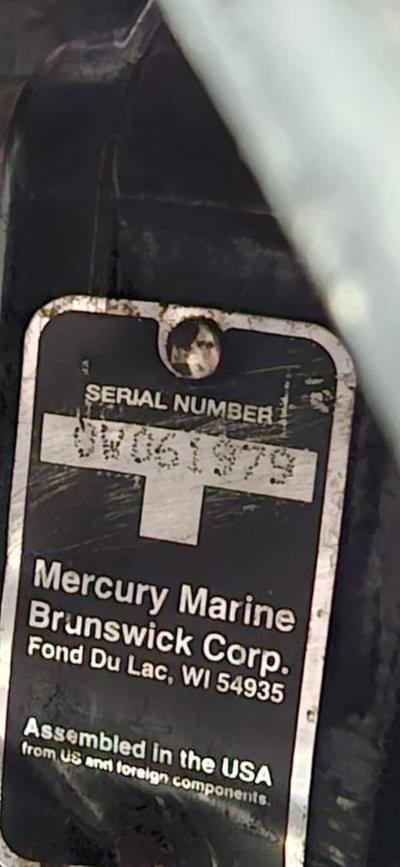 SERIAL NUMBER
0W061979
Mercury Marine
Brunswick Corp.
Fond Du Lac, WI 54935
Assembled in the USA
from US and foreign components.